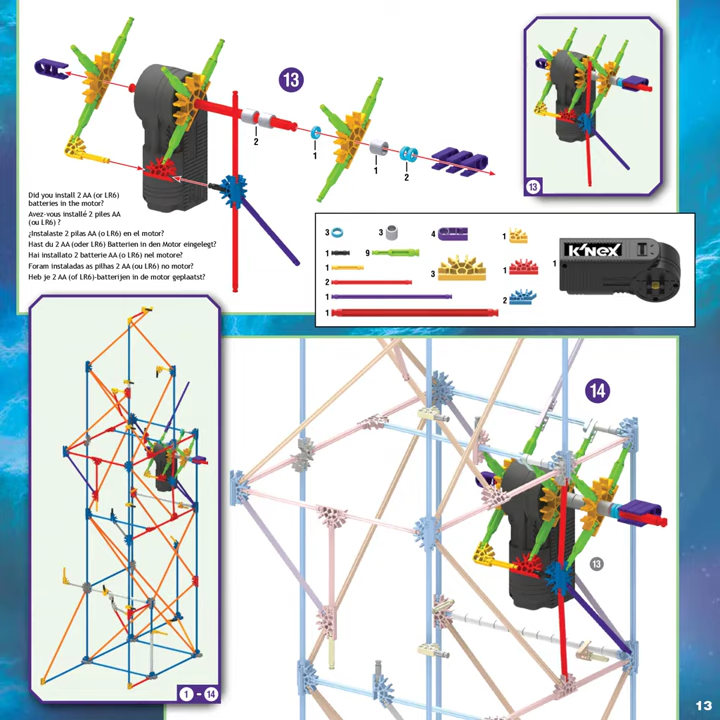 13
2
1
1
2
Did you install 2 AA (or LR6)
batteries in the motor?
Avez-vous installé 2 piles AA
(ou LR6) ?
¿Instalaste 2 pilas AA (o LR6) en el motor?
Hast du 2 AA (oder LR6) Batterien in den Motor eingelegt?
Hai installato 2 batterie AA (o LR6) nel motore?
Foram instaladas as pilhas 2 AA (ou LR6) no motor?
Heb je 2 AA (of LR6)-batterijen in de motor geplaatst?
13
3
3
4
1
1
9
1
3
1
2
1
2
1
1
K'NEX
14
13
1 - 14
13